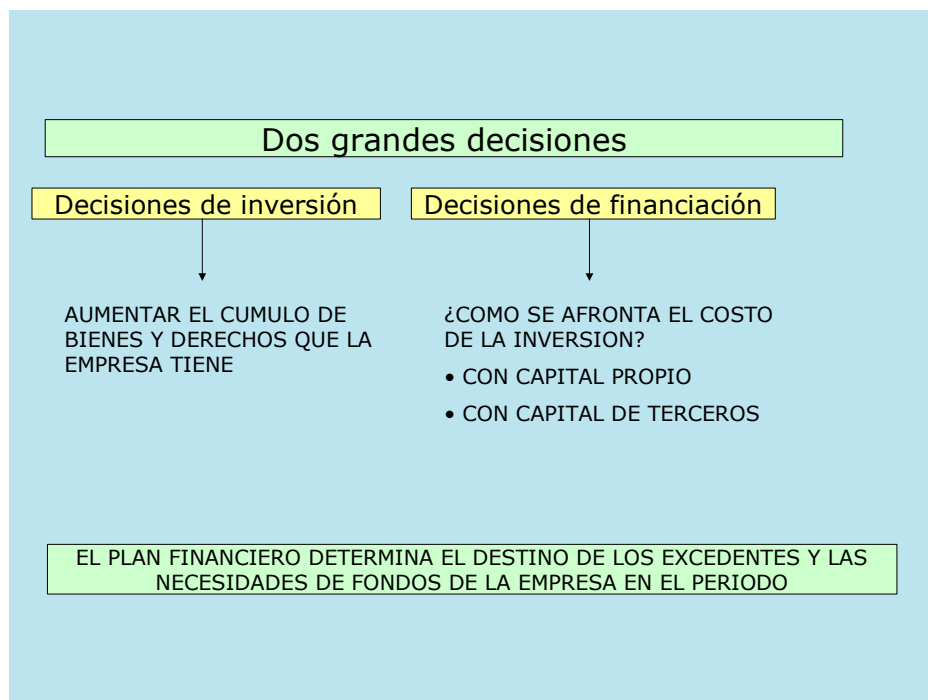 Dos grandes decisiones
Decisiones de inversión
Decisiones de financiación
AUMENTAR EL CUMULO DE
BIENES Y DERECHOS QUE LA
EMPRESA TIENE
¿COMO SE AFRONTA EL COSTO
DE LA INVERSION?
• CON CAPITAL PROPIO
• CON CAPITAL DE TERCEROS
EL PLAN FINANCIERO DETERMINA EL DESTINO DE LOS EXCEDENTES Y LAS
NECESIDADES DE FONDOS DE LA EMPRESA EN EL PERIODO